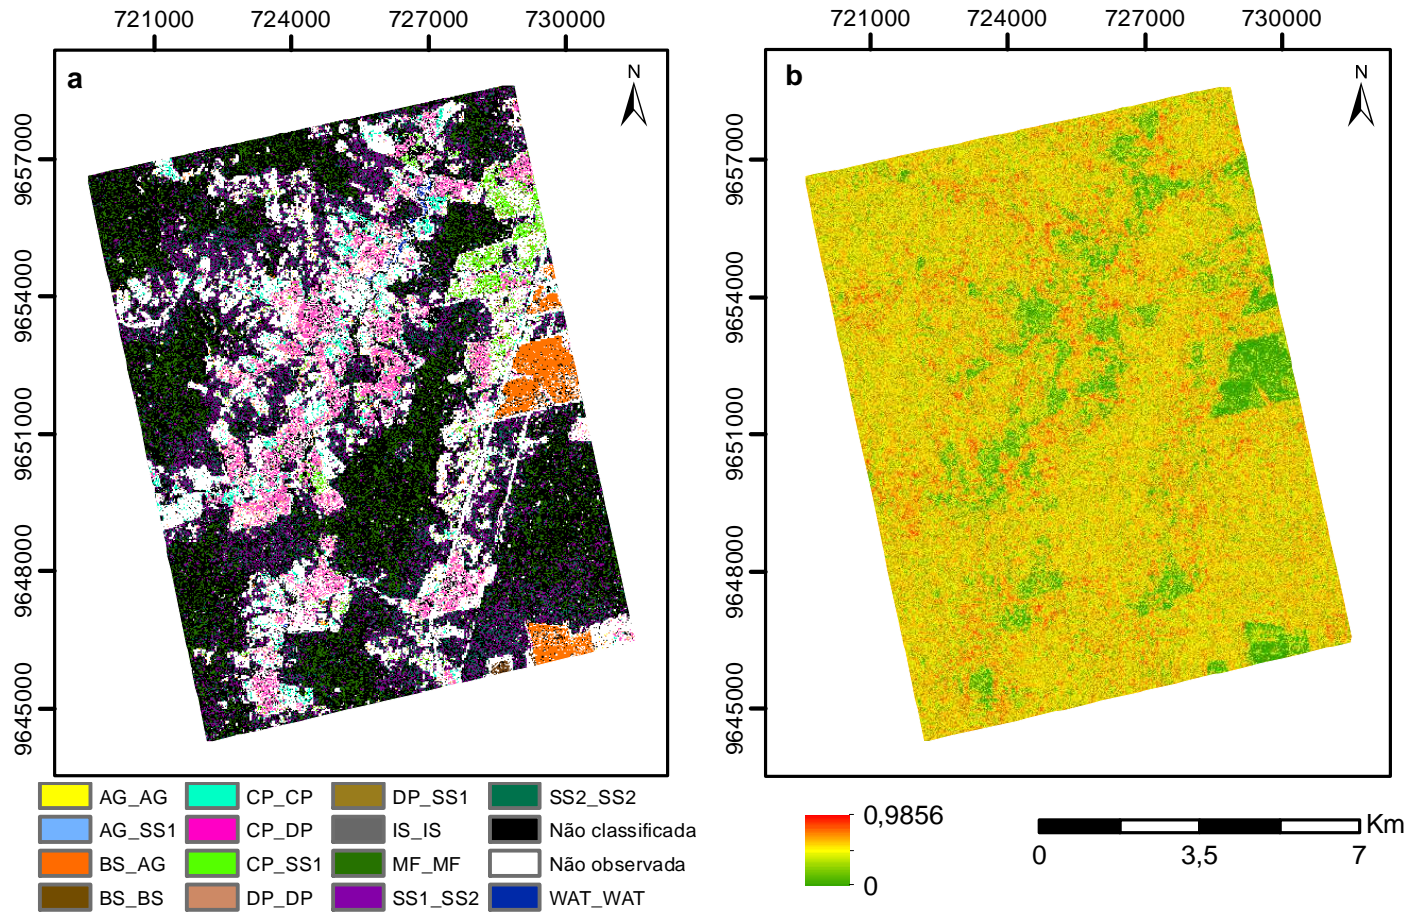 721000 724000 727000 730000
721000 724000 727000 730000
a
N
b
N
9657000
9654000
9651000
9648000
9645000
9657000
9654000
9651000
9648000
9645000
AG_AG CP_CP DP_SS1 SS2_SS2
AG_SS1 CP_DP IS_IS Não classificada
BS_AG CP_SS1 MF_MF Não observada
BS_BS DP_DP SS1_SS2 WAT_WAT
0,9856
0
Km
0 3,5 7